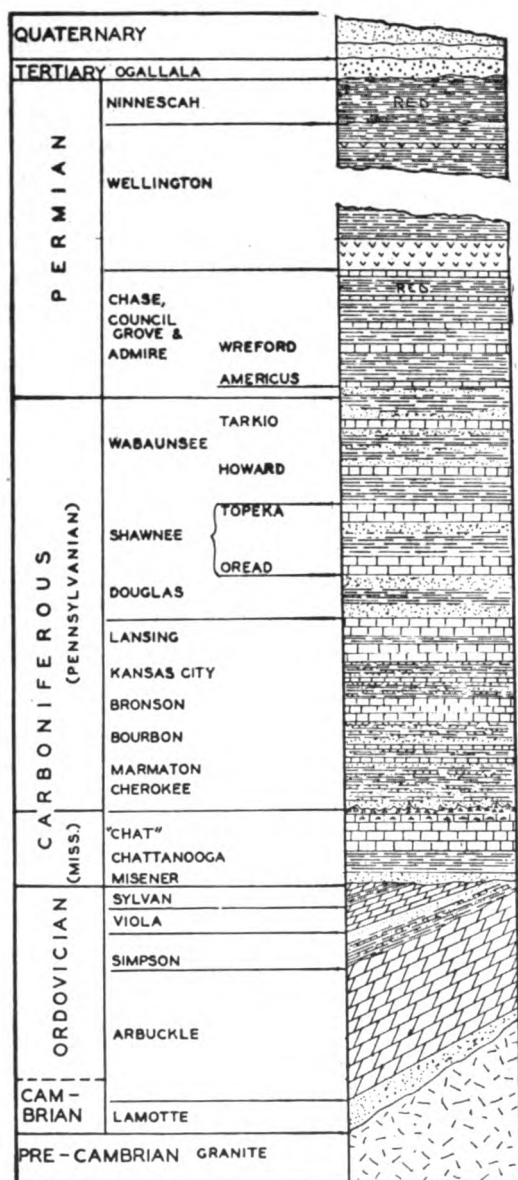 QUATERNARY
TERTIARY OGALLALA
PERMIAN
NINNESCAH
RED
WELLINGTON
RED
CHASE,
COUNCIL
GROVE &
ADMIRE
WREFORD
AMERICUS
CARBONIFEROUS
(PENNSYLVANIAN)
TARKIO
WABAUNSEE
HOWARD
TOPEKA
SHAWNEE
OREAD
DOUGLAS
LANSING
KANSAS CITY
BRONSON
BOURBON
MARMATON
CHEROKEE
(MISS.)
"CHAT"
CHATTANOOGA
MISENER
ORDOVICIAN
SYLVAN
VIOLA
SIMPSON
ARBUCKLE
CAM-
BRIAN
LAMOTTE
PRE-CAMBRIAN GRANITE